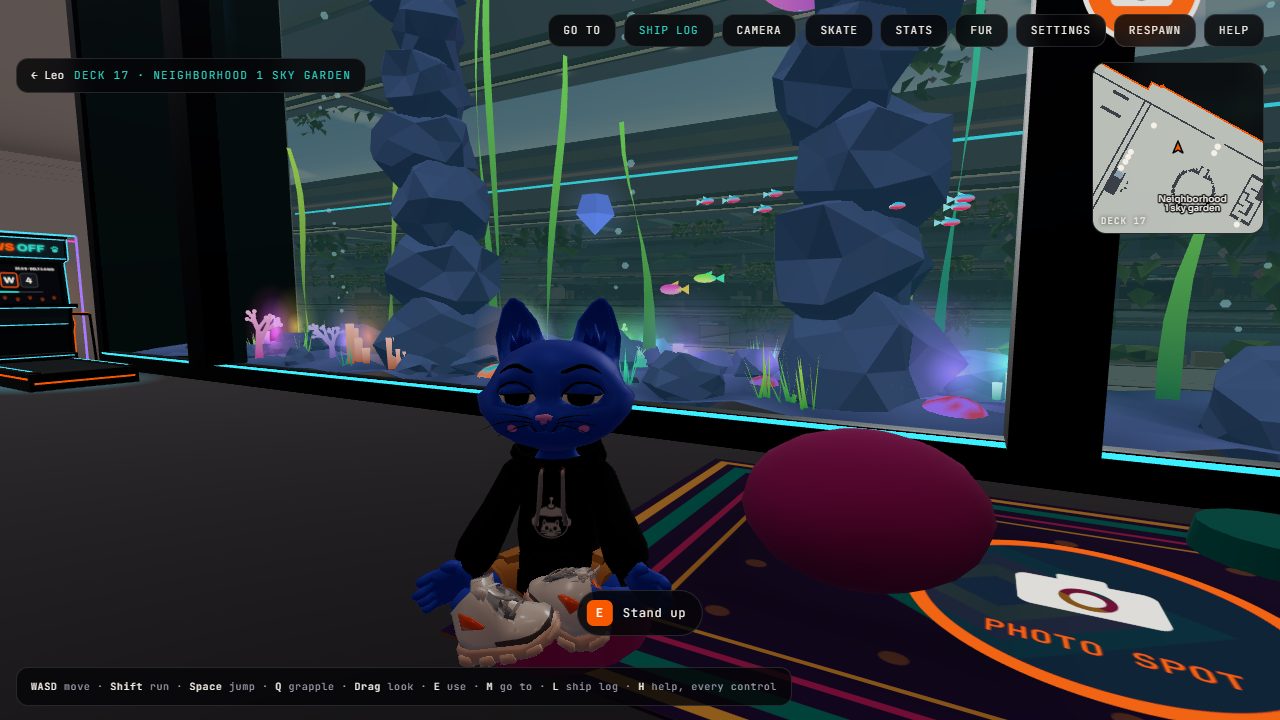 GO TO
SHIP LOG
CAMERA
SKATE
STATS
FUR
SETTINGS
RESPAWN
HELP
← Leo DECK 17 · NEIGHBORHOOD 1 SKY GARDEN
Neighborhood
1 sky garden
DECK 17
OFF
W 4
E Stand up
PHOTO SPOT
WASD move · Shift run · Space jump · Q grapple · Drag look · E use · M go to · L ship log · H help, every control